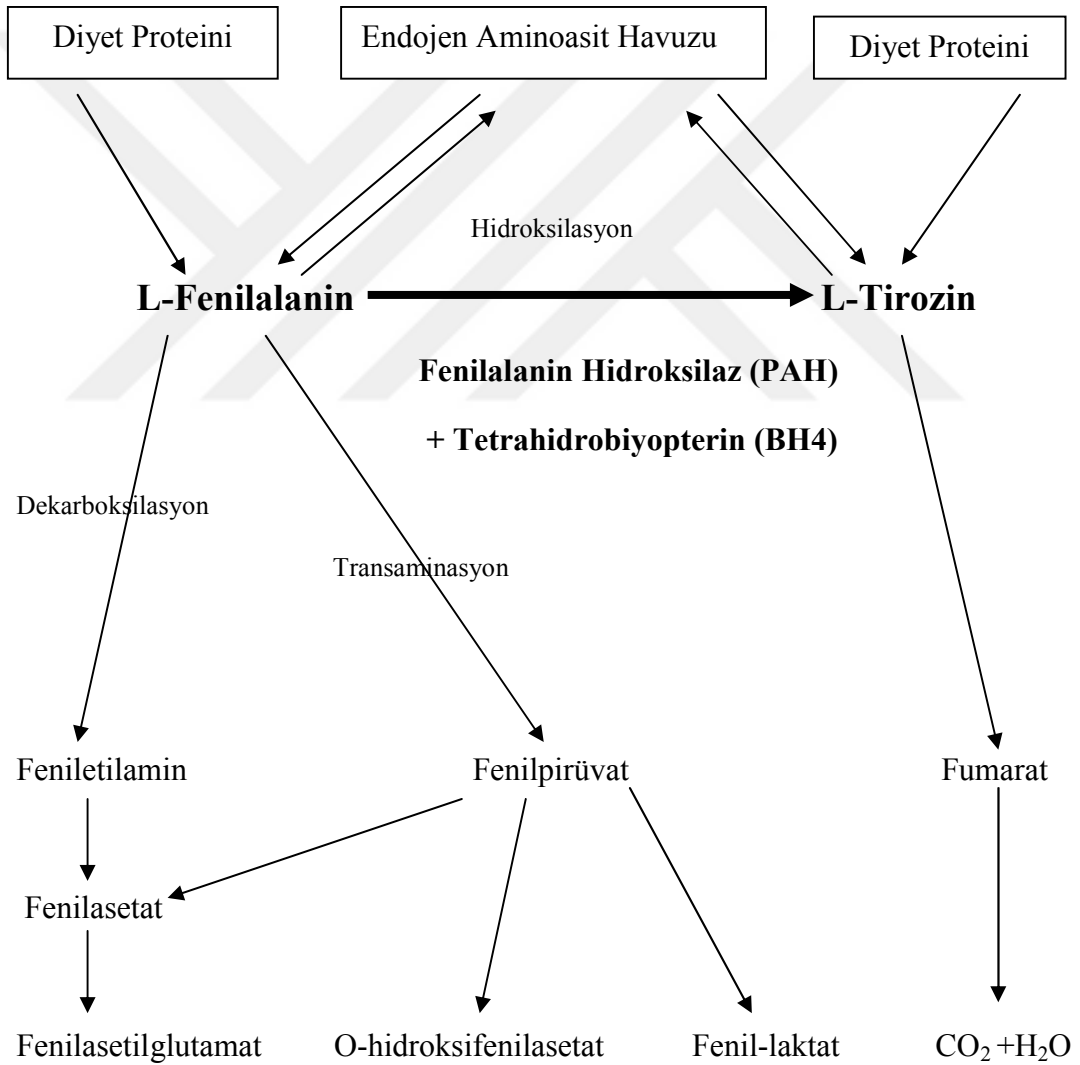 Diyet Proteini
Endojen Aminoasit Havuzu
Diyet Proteini
Hidroksilasyon
L-Fenilalanin
L-Tirozin
Fenilalanin Hidroksilaz (PAH)
+ Tetrahidrobiyopterin (BH4)
Dekarboksilasyon
Transaminasyon
Feniletilamin
Fenilpirüvat
Fumarat
Fenilasetat
Fenilasetilglutamat
O-hidroksifenilasetat
Fenil-laktat
CO₂ +H₂O